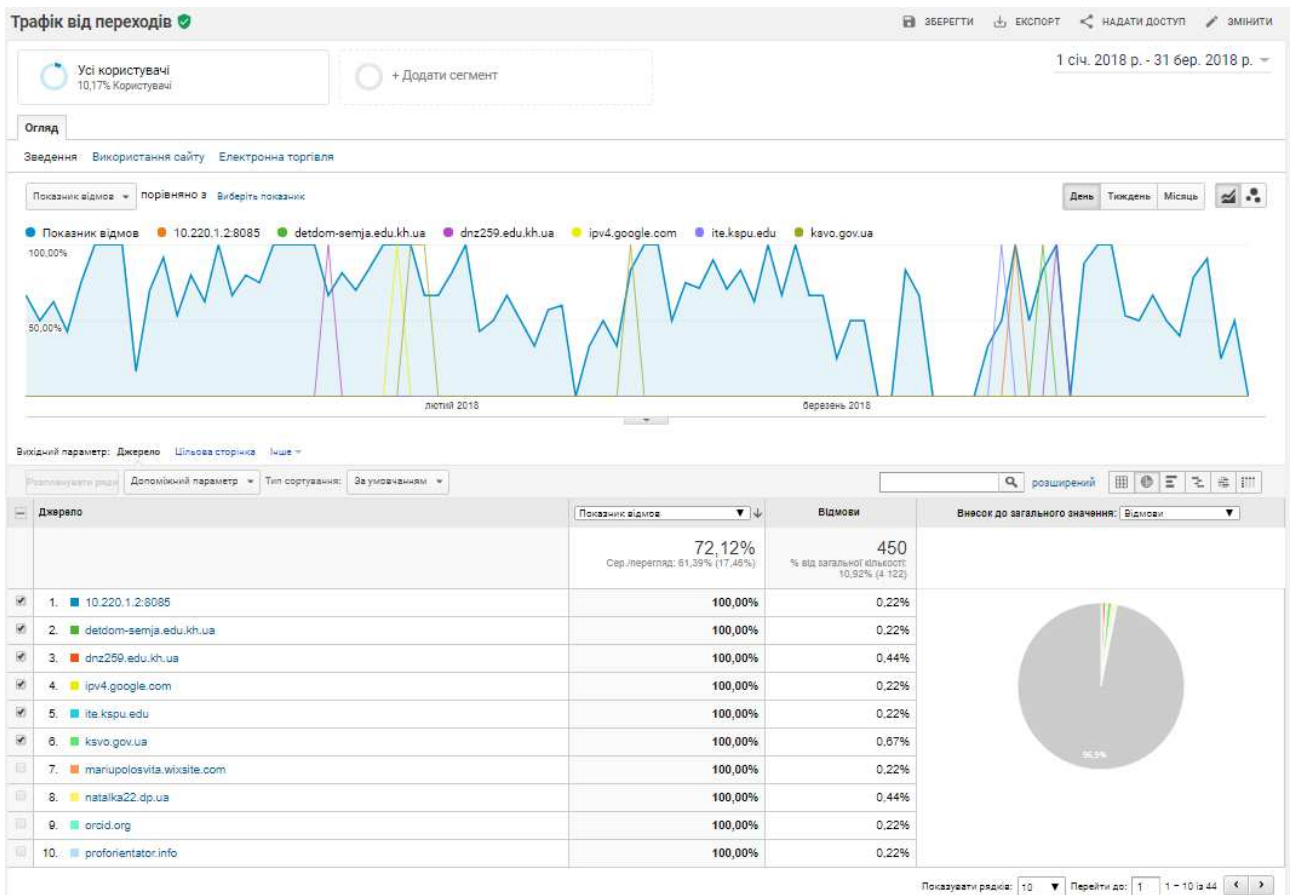 Трафік від переходів
ЗБЕРЕГТИ ЕКСПОРТ НАДАТИ ДОСТУП ЗМІНИТИ
1 січ. 2018 р. - 31 бер. 2018 р.
Усі користувачі
10,17% Користувачі
+ Додати сегмент
Огляд
Зведення Використання сайту Електронна торгівля
Показник відмов порівняно з Виберіть показник
День Тиждень Місяць
Показник відмов 10.220.1.2:8085 detdom-semja.edu.kh.ua dnz259.edu.kh.ua ipv4.google.com ite.kspu.edu ksvo.gov.ua
100,00%
50,00%
лютий 2018 березень 2018
Вихідний параметр: Джерело Цільова сторінка Інше
Розпланувати ряди Допоміжний параметр Тип сортування: За умовчанням
розширений
Джерело Показник відмов Відмови Внесок до загального значення: Відмови
72,12% 450
Сер./перегляд: 61,39% (17,46%) % від загальної кількості:
10,92% (4 122)
1. 10.220.1.2:8085 100,00% 0,22%
2. detdom-semja.edu.kh.ua 100,00% 0,22%
3. dnz259.edu.kh.ua 100,00% 0,44%
4. ipv4.google.com 100,00% 0,22%
5. ite.kspu.edu 100,00% 0,22%
6. ksvo.gov.ua 100,00% 0,67%
7. mariupolosvita.wixsite.com 100,00% 0,22%
8. natalka22.dp.ua 100,00% 0,44%
9. orcid.org 100,00% 0,22%
10. proforientator.info 100,00% 0,22%
96,9%
Показувати рядків: 10 Перейти до: 1 1 – 10 із 44